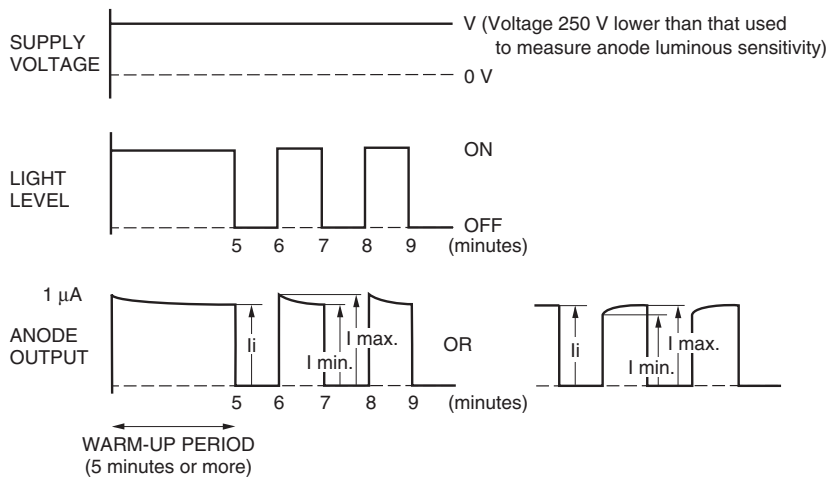 SUPPLY
VOLTAGE
V (Voltage 250 V lower than that used
to measure anode luminous sensitivity)
0 V
LIGHT
LEVEL
ON
OFF
5 6 7 8 9 (minutes)
1 μA
ANODE
OUTPUT
Ii
I min.
I max.
OR
Ii
I min.
I max.
5 6 7 8 9 (minutes)
WARM-UP PERIOD
(5 minutes or more)